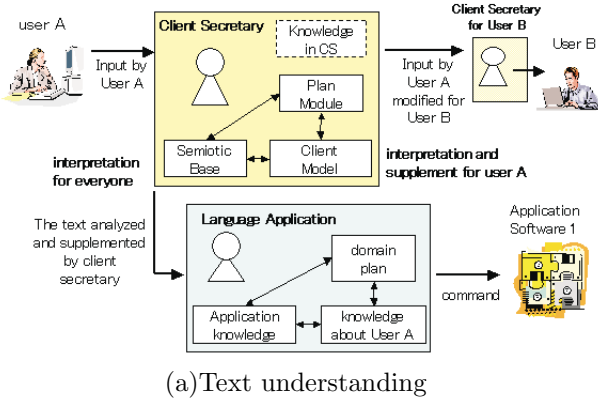 user A
Input by
User A
Client Secretary
Knowledge
in CS
Plan
Module
Semiotic
Base
Client
Model
Input by
User A
modified for
User B
Client Secretary
for User B
User B
interpretation
for everyone
interpretation and
supplement for user A
The text analyzed
and supplemented
by client
secretary
Language Application
domain
plan
Application
knowledge
knowledge
about User A
command
Application
Software 1
(a)Text understanding